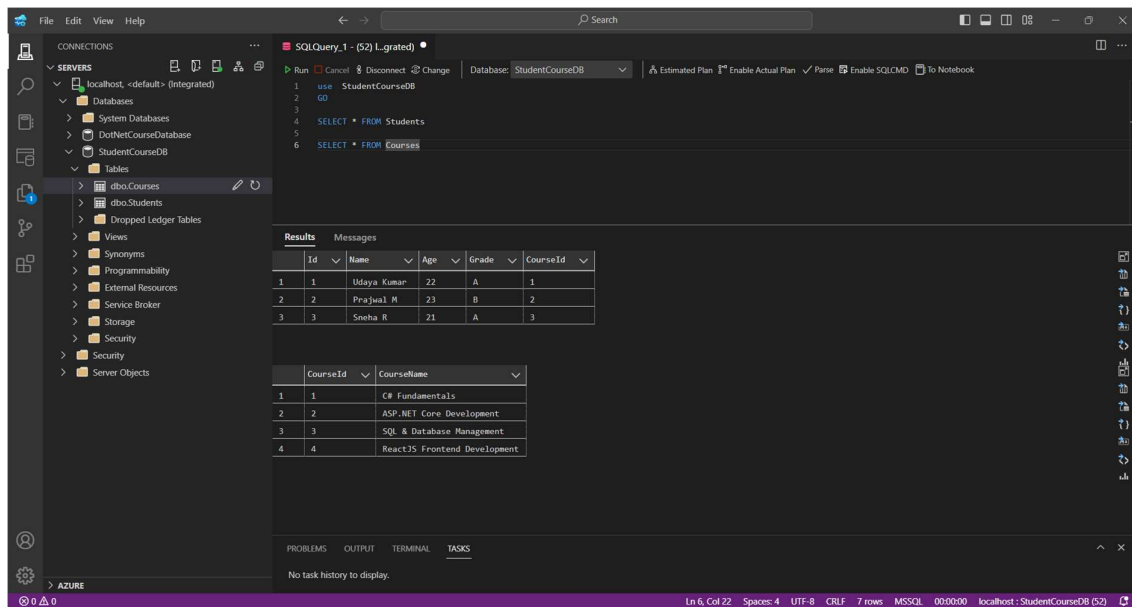 File Edit View Help
Search
CONNECTIONS
SERVERS
localhost, <default> (Integrated)
Databases
System Databases
DotNetCourseDatabase
StudentCourseDB
Tables
dbo.Courses
dbo.Students
Dropped Ledger Tables
Views
Synonyms
Programmability
External Resources
Service Broker
Storage
Security
Security
Server Objects
AZURE
1
SQLQuery_1 - (52) l...grated)
Run Cancel Disconnect Change Database: StudentCourseDB Estimated Plan Enable Actual Plan Parse Enable SQLCMD To Notebook
1 use StudentCourseDB
2 GO
3
4 SELECT * FROM Students
5
6 SELECT * FROM Courses
Results Messages
Id Name Age Grade CourseId
1 1 Udaya Kumar 22 A 1
2 2 Prajwal M 23 B 2
3 3 Sneha R 21 A 3
CourseId CourseName
1 1 C# Fundamentals
2 2 ASP.NET Core Development
3 3 SQL & Database Management
4 4 ReactJS Frontend Development
PROBLEMS OUTPUT TERMINAL TASKS
No task history to display.
0 0 Ln 6, Col 22 Spaces: 4 UTF-8 CRLF 7 rows MSSQL 00:00:00 localhost : StudentCourseDB (52)